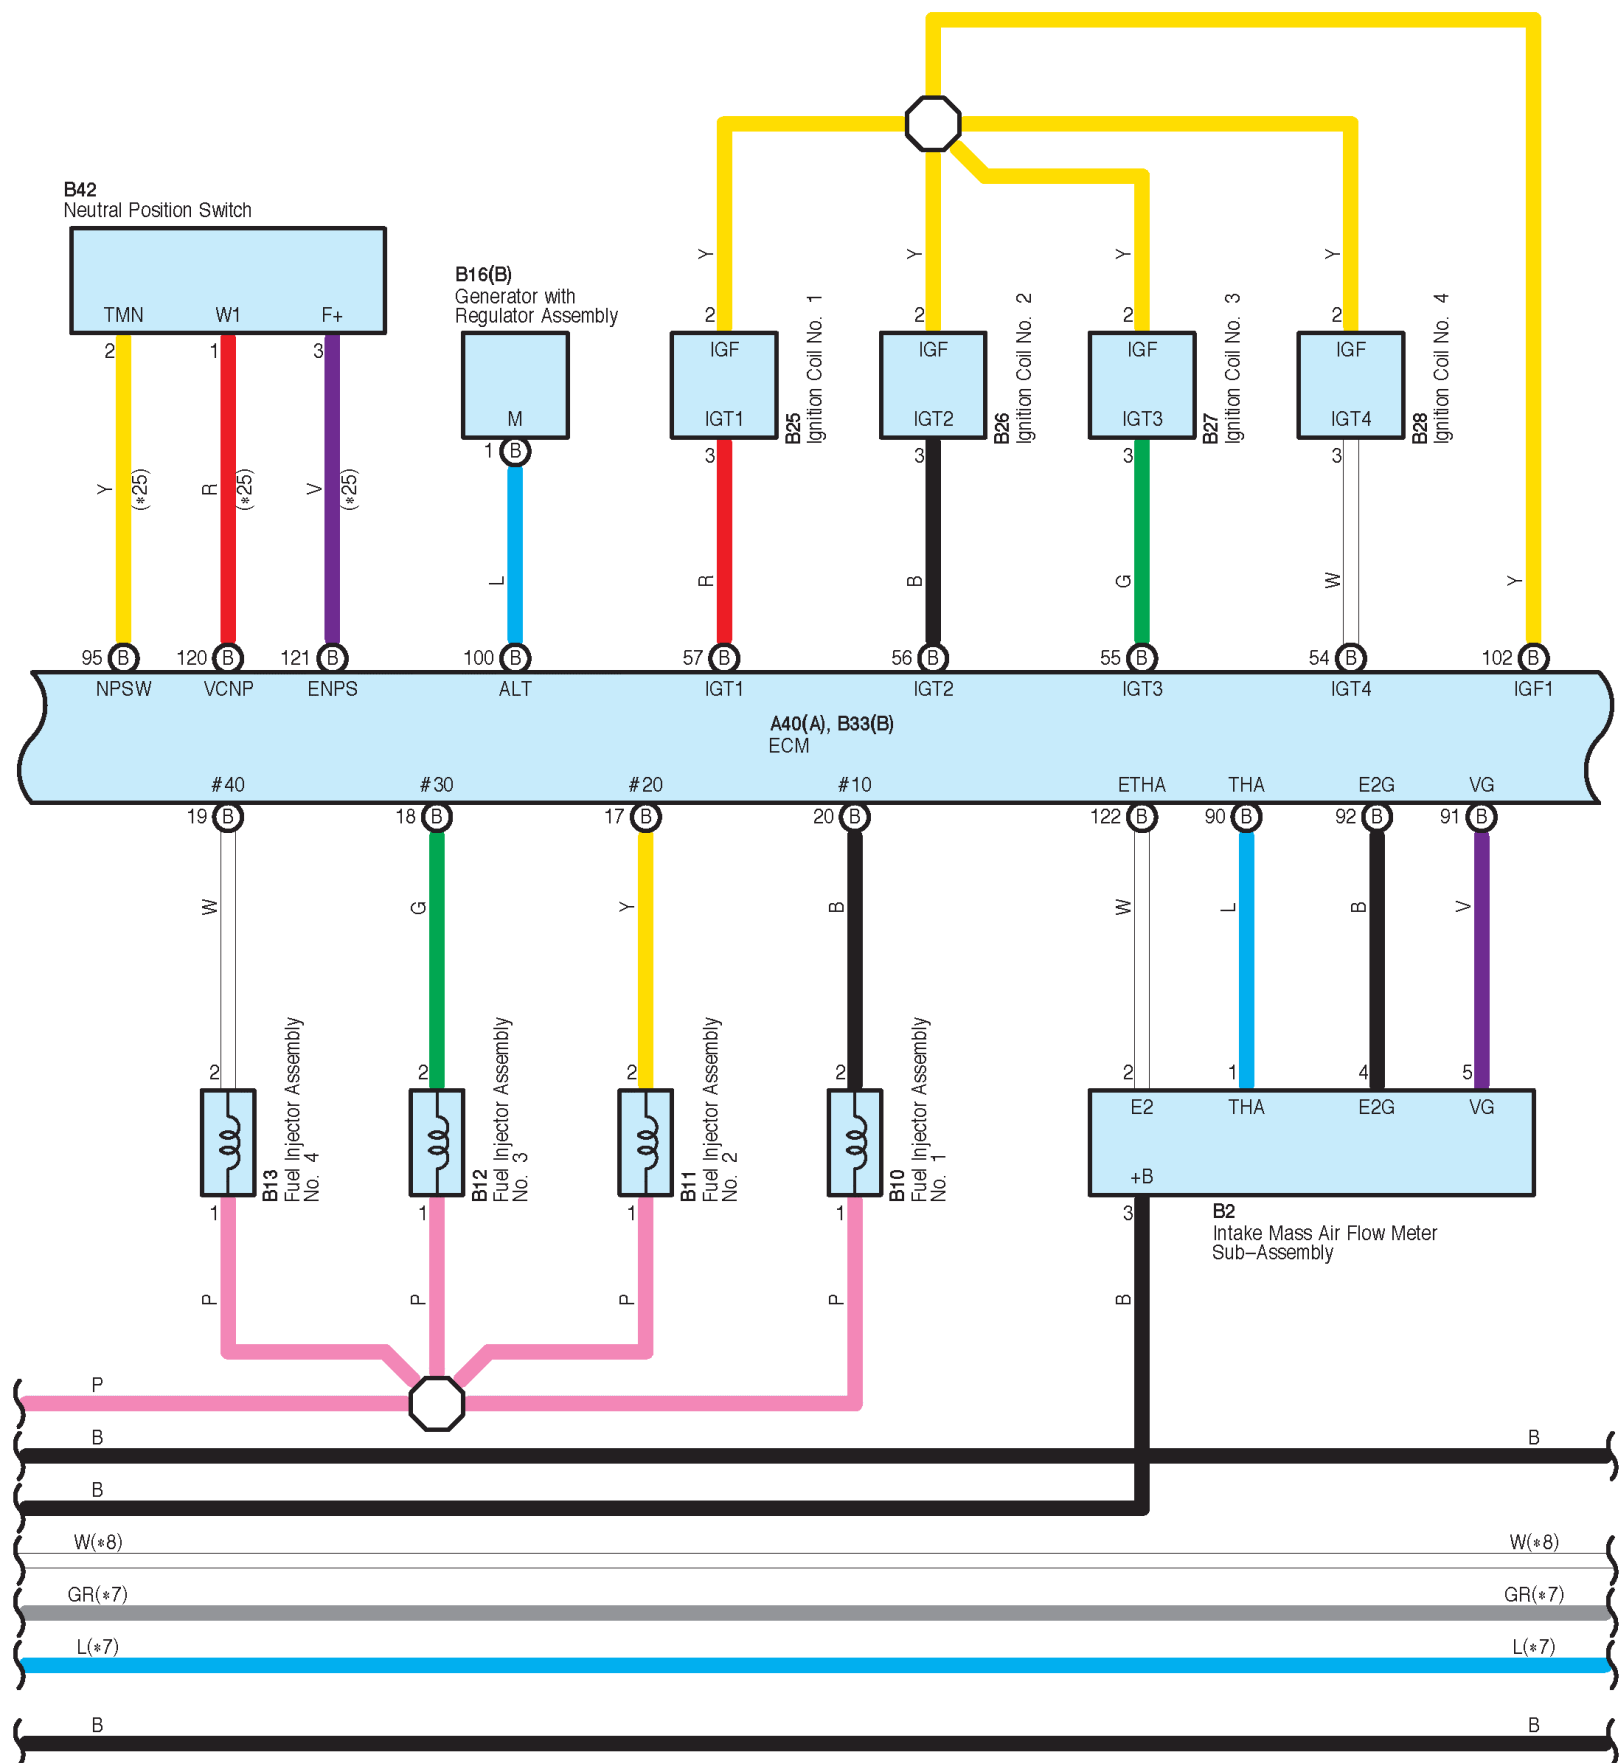 B42
Neutral Position Switch
TMN W1 F+
2 1 3
Y (*25) R (*25) V (*25)
B16(B)
Generator with
Regulator Assembly
M
1 B
L
Y Y Y Y
2 2 2 2
IGF IGF IGF IGF
IGT1 IGT2 IGT3 IGT4
B25
Ignition Coil No. 1
B26
Ignition Coil No. 2
B27
Ignition Coil No. 3
B28
Ignition Coil No. 4
3 3 3 3
R B G W Y
95 B 120 B 121 B 100 B 57 B 56 B 55 B 54 B 102 B
NPSW VCNP ENPS ALT IGT1 IGT2 IGT3 IGT4 IGF1
A40(A), B33(B)
ECM
#40 #30 #20 #10 ETHA THA E2G VG
19 B 18 B 17 B 20 B 122 B 90 B 92 B 91 B
W G Y B W L B V
2 2 2 2 2 1 4 5
B13
Fuel Injector Assembly
No. 4
B12
Fuel Injector Assembly
No. 3
B11
Fuel Injector Assembly
No. 2
B10
Fuel Injector Assembly
No. 1
E2 THA E2G VG
+B
1 1 1 1 3
B2
Intake Mass Air Flow Meter
Sub-Assembly
P P P P B
P
B B
B
W(*8) W(*8)
GR(*7) GR(*7)
L(*7) L(*7)
B B